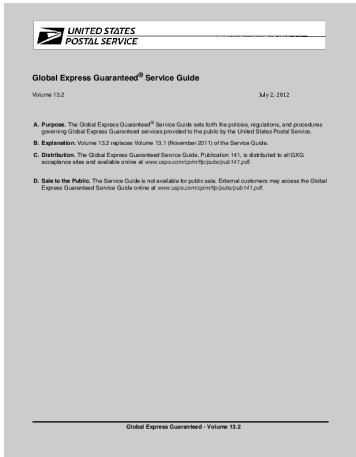 UNITED STATES
POSTAL SERVICE
Global Express Guaranteed® Service Guide
Volume 13.2 July 2, 2012
A. Purpose. The Global Express Guaranteed® Service Guide sets forth the policies, regulations, and procedures
governing Global Express Guaranteed services provided to the public by the United States Postal Service.
B. Explanation. Volume 13.2 replaces Volume 13.1 (November 2011) of the Service Guide.
C. Distribution. The Global Express Guaranteed Service Guide, Publication 141, is distributed to all GXG
acceptance sites and available online at www.usps.com/cpim/ftp/pubs/pub141.pdf.
D. Sale to the Public. The Service Guide is not available for public sale. External customers may access the Global
Express Guaranteed Service Guide online at www.usps.com/cpim/ftp/pubs/pub141.pdf.
Global Express Guaranteed - Volume 13.2